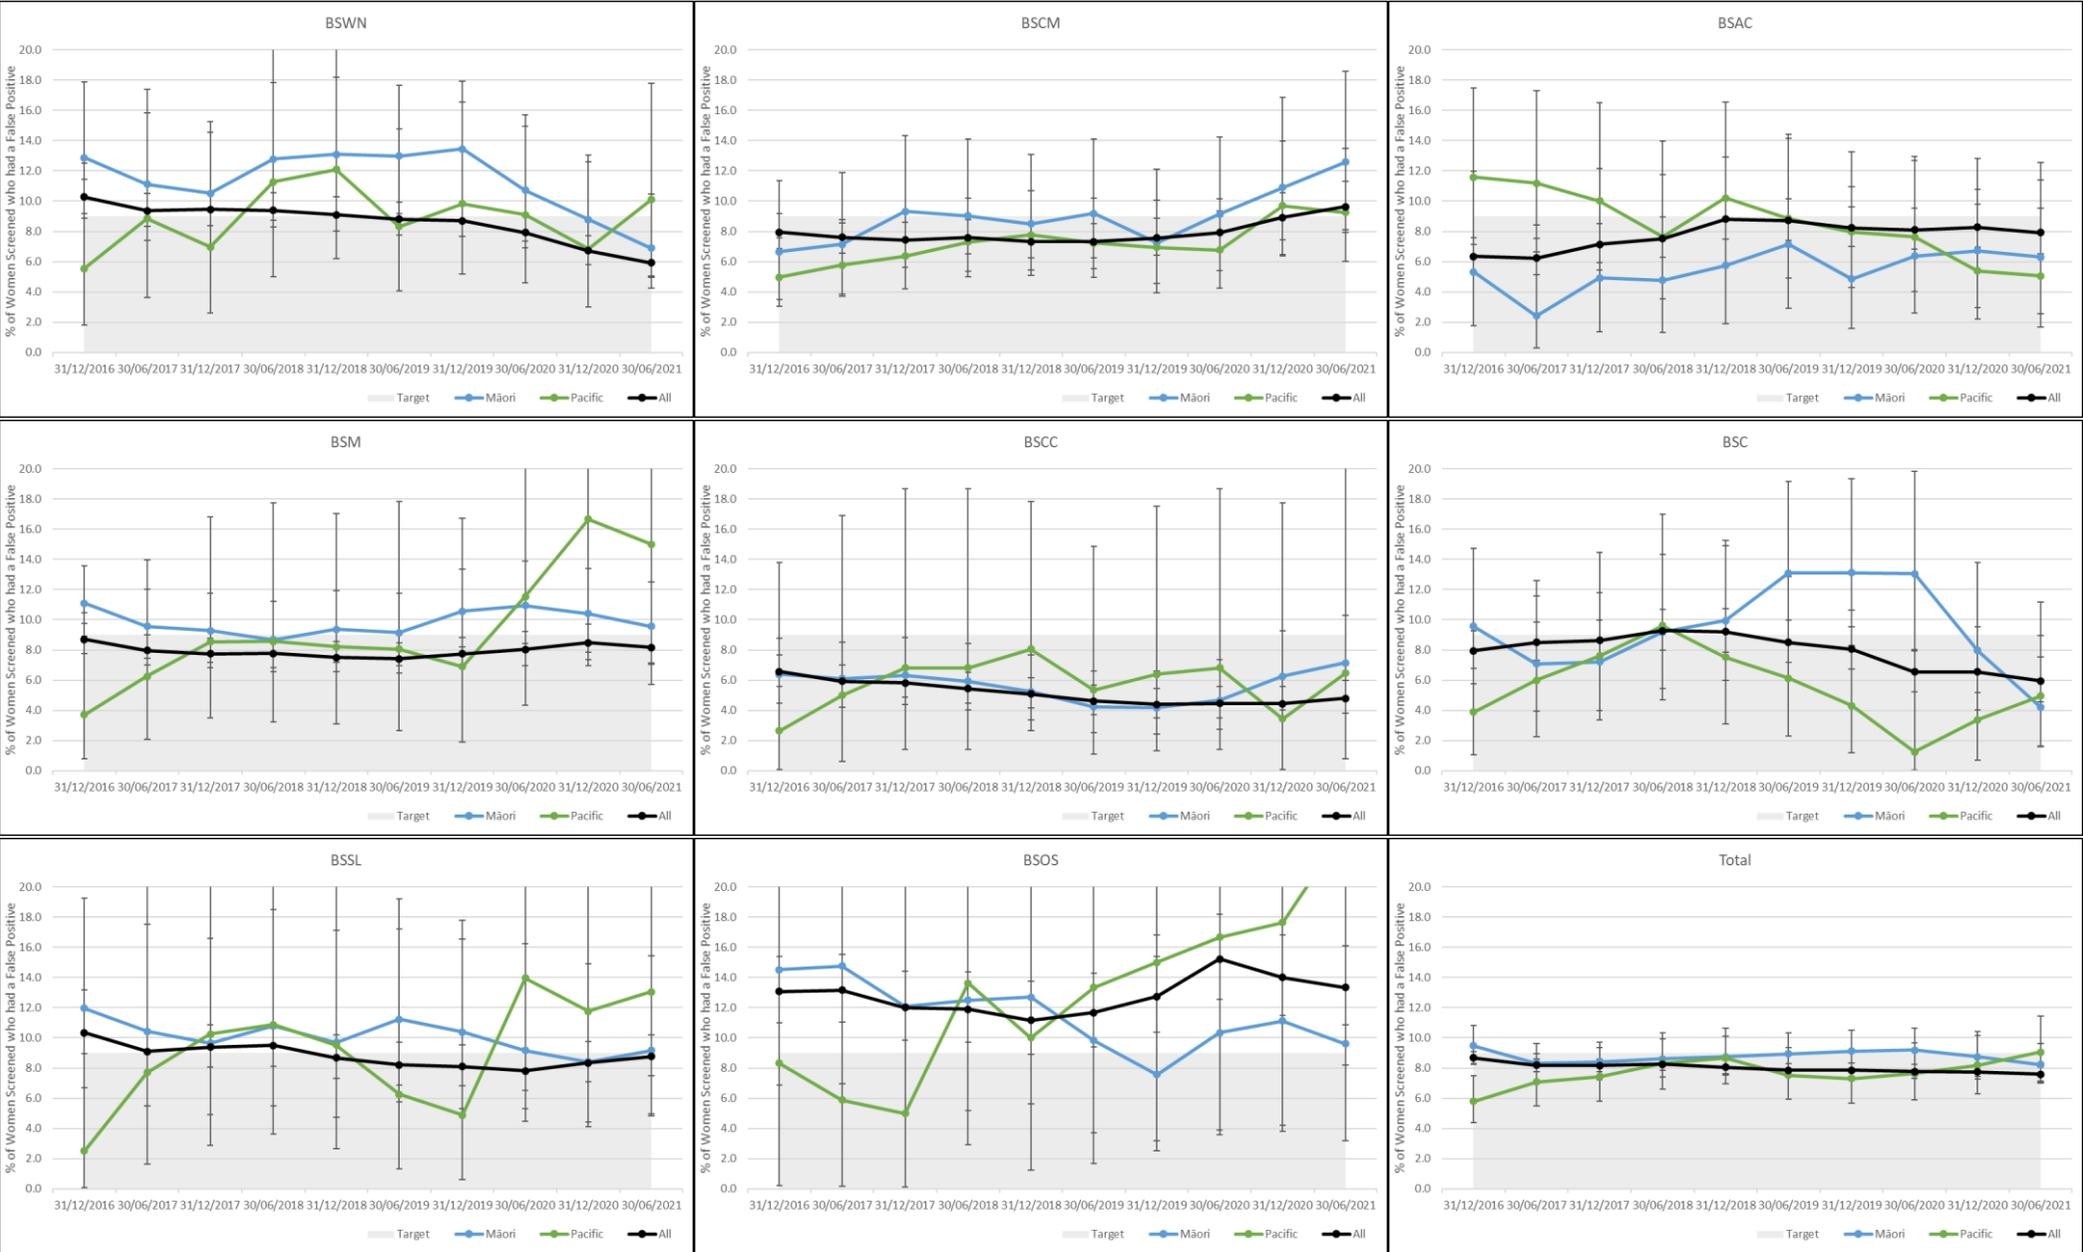 BSWN
% of Women Screened who had a False Positive
20.0
18.0
16.0
14.0
12.0
10.0
8.0
6.0
4.0
2.0
0.0
31/12/2016 30/06/2017 31/12/2017 30/06/2018 31/12/2018 30/06/2019 31/12/2019 30/06/2020 31/12/2020 30/06/2021
Target Māori Pacific All
BSCM
% of Women Screened who had a False Positive
20.0
18.0
16.0
14.0
12.0
10.0
8.0
6.0
4.0
2.0
0.0
31/12/2016 30/06/2017 31/12/2017 30/06/2018 31/12/2018 30/06/2019 31/12/2019 30/06/2020 31/12/2020 30/06/2021
Target Māori Pacific All
BSAC
% of Women Screened who had a False Positive
20.0
18.0
16.0
14.0
12.0
10.0
8.0
6.0
4.0
2.0
0.0
31/12/2016 30/06/2017 31/12/2017 30/06/2018 31/12/2018 30/06/2019 31/12/2019 30/06/2020 31/12/2020 30/06/2021
Target Māori Pacific All
BSM
% of Women Screened who had a False Positive
20.0
18.0
16.0
14.0
12.0
10.0
8.0
6.0
4.0
2.0
0.0
31/12/2016 30/06/2017 31/12/2017 30/06/2018 31/12/2018 30/06/2019 31/12/2019 30/06/2020 31/12/2020 30/06/2021
Target Māori Pacific All
BSCC
% of Women Screened who had a False Positive
20.0
18.0
16.0
14.0
12.0
10.0
8.0
6.0
4.0
2.0
0.0
31/12/2016 30/06/2017 31/12/2017 30/06/2018 31/12/2018 30/06/2019 31/12/2019 30/06/2020 31/12/2020 30/06/2021
Target Māori Pacific All
BSC
% of Women Screened who had a False Positive
20.0
18.0
16.0
14.0
12.0
10.0
8.0
6.0
4.0
2.0
0.0
31/12/2016 30/06/2017 31/12/2017 30/06/2018 31/12/2018 30/06/2019 31/12/2019 30/06/2020 31/12/2020 30/06/2021
Target Māori Pacific All
BSSL
% of Women Screened who had a False Positive
20.0
18.0
16.0
14.0
12.0
10.0
8.0
6.0
4.0
2.0
0.0
31/12/2016 30/06/2017 31/12/2017 30/06/2018 31/12/2018 30/06/2019 31/12/2019 30/06/2020 31/12/2020 30/06/2021
Target Māori Pacific All
BSOS
% of Women Screened who had a False Positive
20.0
18.0
16.0
14.0
12.0
10.0
8.0
6.0
4.0
2.0
0.0
31/12/2016 30/06/2017 31/12/2017 30/06/2018 31/12/2018 30/06/2019 31/12/2019 30/06/2020 31/12/2020 30/06/2021
Target Māori Pacific All
Total
% of Women Screened who had a False Positive
20.0
18.0
16.0
14.0
12.0
10.0
8.0
6.0
4.0
2.0
0.0
31/12/2016 30/06/2017 31/12/2017 30/06/2018 31/12/2018 30/06/2019 31/12/2019 30/06/2020 31/12/2020 30/06/2021
Target Māori Pacific All